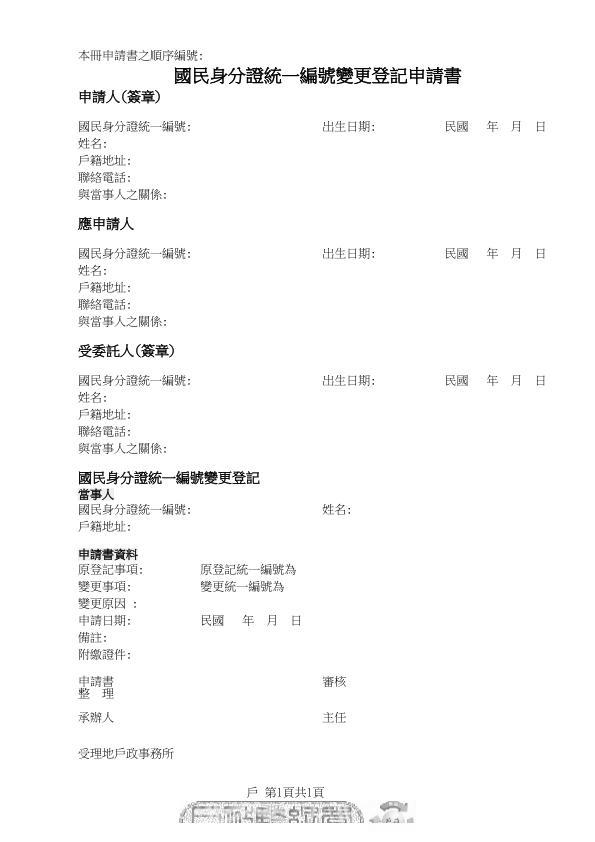 本冊申請書之順序編號:
國民身分證統一編號變更登記申請書
申請人(簽章)
國民身分證統一編號: 出生日期: 民國 年 月 日
姓名:
戶籍地址:
聯絡電話:
與當事人之關係:
應申請人
國民身分證統一編號: 出生日期: 民國 年 月 日
姓名:
戶籍地址:
聯絡電話:
與當事人之關係:
受委託人(簽章)
國民身分證統一編號: 出生日期: 民國 年 月 日
姓名:
戶籍地址:
聯絡電話:
與當事人之關係:
國民身分證統一編號變更登記
當事人
國民身分證統一編號: 姓名:
戶籍地址:
申請書資料
原登記事項: 原登記統一編號為
變更事項: 變更統一編號為
變更原因 :
申請日期: 民國 年 月 日
備註:
附繳證件:
申請書 審核
整 理
承辦人 主任
受理地戶政事務所
戶 第1頁共1頁